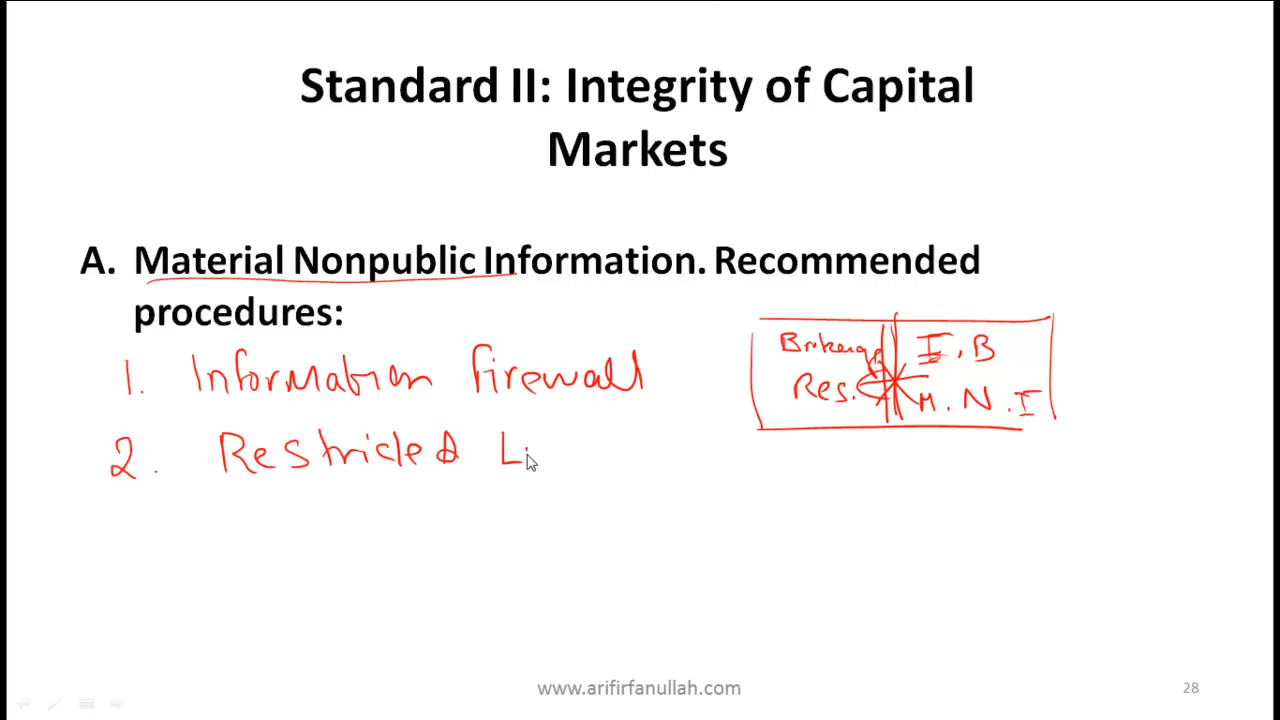 Standard II: Integrity of Capital
Markets
A. Material Nonpublic Information. Recommended
procedures:
1. Information firewall
2. Restricted Li
Brokerage
I. B
Res.
M. N. I
www.arifirfanullah.com
28